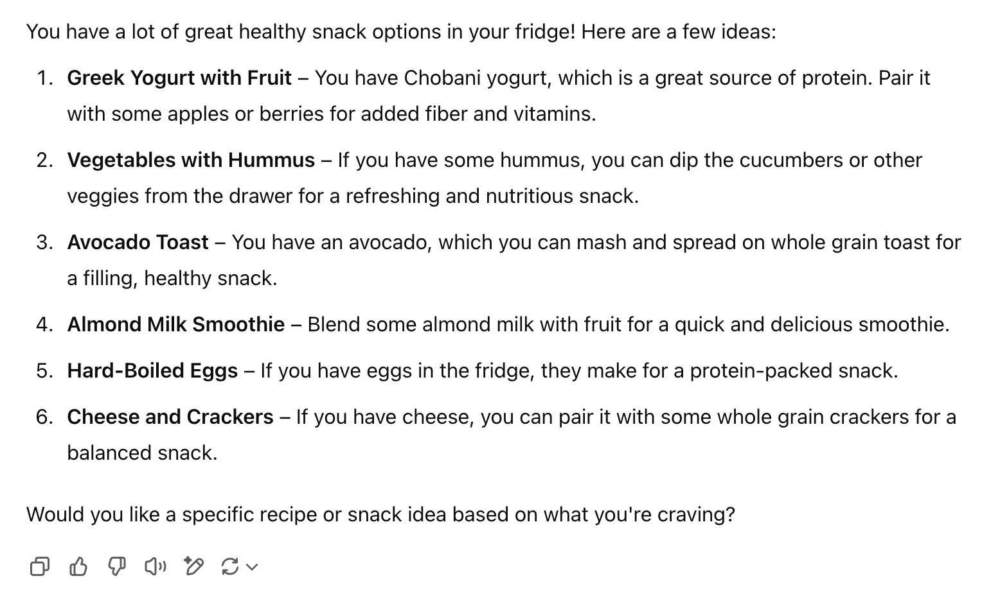 You have a lot of great healthy snack options in your fridge! Here are a few ideas:
1. Greek Yogurt with Fruit – You have Chobani yogurt, which is a great source of protein. Pair it
with some apples or berries for added fiber and vitamins.
2. Vegetables with Hummus – If you have some hummus, you can dip the cucumbers or other
veggies from the drawer for a refreshing and nutritious snack.
3. Avocado Toast – You have an avocado, which you can mash and spread on whole grain toast for
a filling, healthy snack.
4. Almond Milk Smoothie – Blend some almond milk with fruit for a quick and delicious smoothie.
5. Hard-Boiled Eggs – If you have eggs in the fridge, they make for a protein-packed snack.
6. Cheese and Crackers – If you have cheese, you can pair it with some whole grain crackers for a
balanced snack.
Would you like a specific recipe or snack idea based on what you're craving?